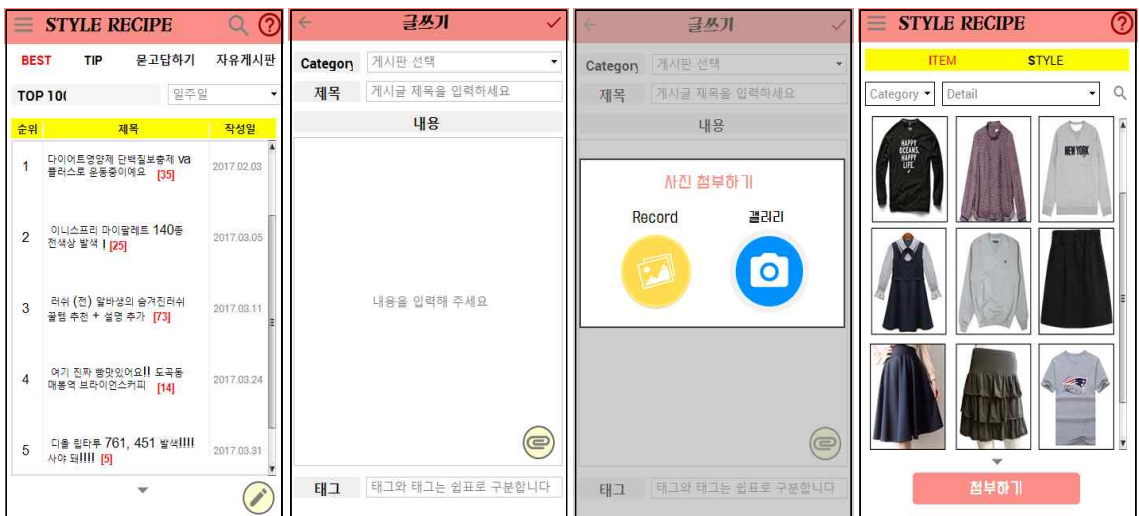 STYLE RECIPE
BEST TIP 묻고답하기 자유게시판
TOP 10( 일주일
순위 제목 작성일
1 다이어트영양제 단백질보충제 va
플러스로 운동중이예요 [35] 2017.02.03
2 이니스프리 마이팔레트 140종
전색상 발색 ! [25] 2017.03.05
3 러쉬 (전) 알바생의 숨겨진러쉬
꿀템 추천 + 설명 추가 [73] 2017.03.11
4 여기 진짜 빵맛있어요!! 도곡동
매봉역 브라이언스커피 [14] 2017.03.24
5 디올 립타투 761, 451 발색!!!!
사야 돼!!!! [5] 2017.03.31
글쓰기
Category 게시판 선택
제목 게시글 제목을 입력하세요
내용
내용을 입력해 주세요
태그 태그와 태그는 쉼표로 구분합니다
글쓰기
Category 게시판 선택
제목 게시글 제목을 입력하세요
내용
사진 첨부하기
Record 갤러리
태그 태그와 태그는 쉼표로 구분합니다
STYLE RECIPE
ITEM STYLE
Category Detail
HAPPY
OCEANS,
HAPPY
LIFE.
NEW YORK
첨부하기